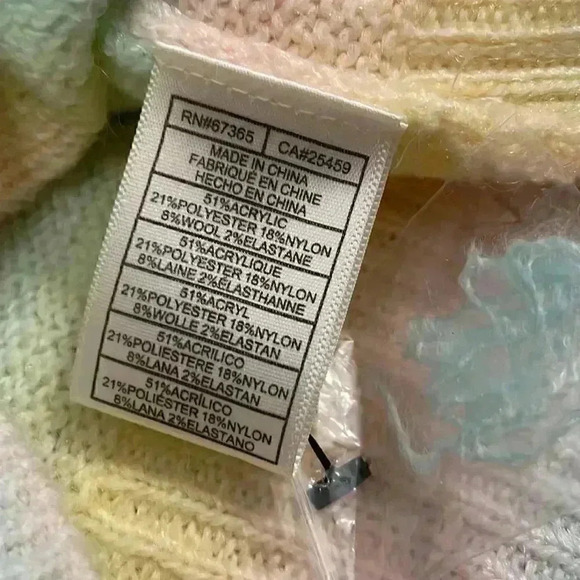 RN#67365 CA#25459
MADE IN CHINA
FABRIQUÉ EN CHINE
HECHO EN CHINA
51%ACRYLIC
21%POLYESTER 18%NYLON
8%WOOL 2%ELASTANE
51%ACRYLIQUE
21%POLYESTER 18%NYLON
8%LAINE 2%ELASTHANNE
51%ACRYL
21%POLYESTER 18%NYLON
8%WOLLE 2%ELASTAN
51%ACRILICO
21%POLIESTERE 18%NYLON
8%LANA 2%ELASTAN
51%ACRÍLICO
21%POLIÉSTER 18%NYLON
8%LANA 2%ELASTANO